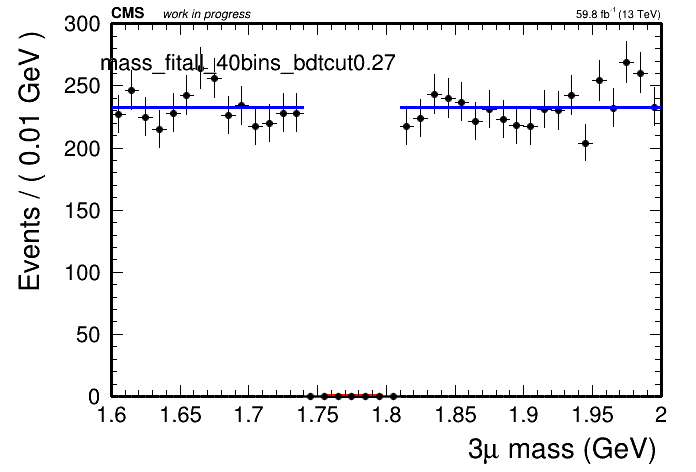 CMS work in progress 59.8 fb⁻¹ (13 TeV)
mass_fitall_40bins_bdtcut0.27
Events / ( 0.01 GeV )
300
250
200
150
100
50
0
1.6 1.65 1.7 1.75 1.8 1.85 1.9 1.95 2
3μ mass (GeV)